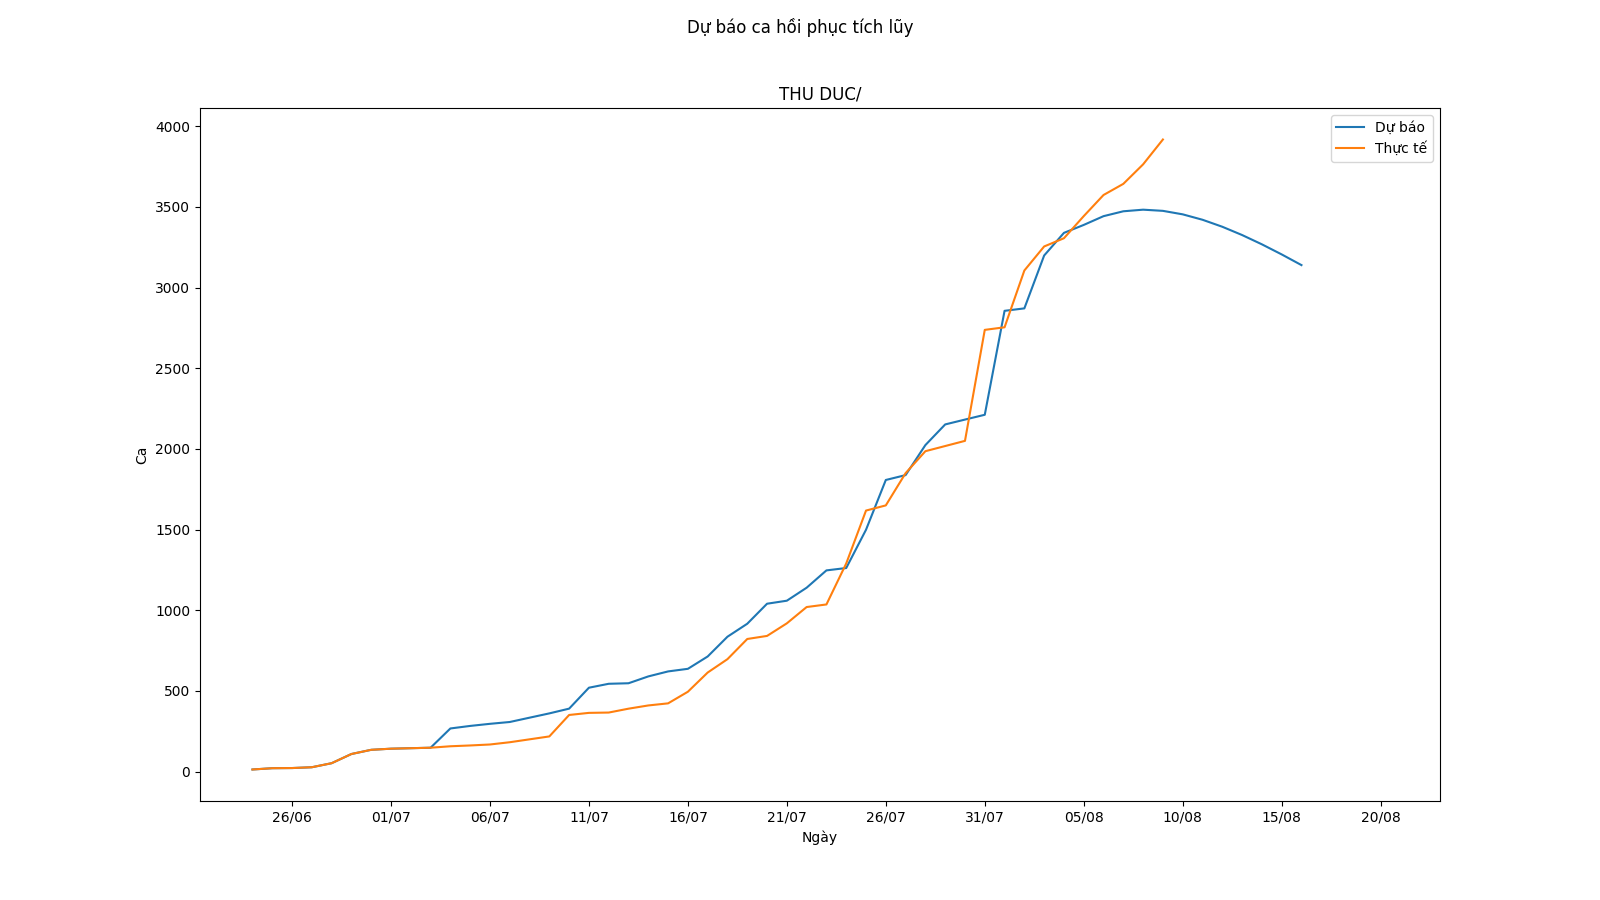 Dự báo ca hồi phục tích lũy
THU DUC/
Dự báo
Thực tế
4000
3500
3000
2500
2000
1500
1000
500
0
Ca
26/06 01/07 06/07 11/07 16/07 21/07 26/07 31/07 05/08 10/08 15/08 20/08
Ngày